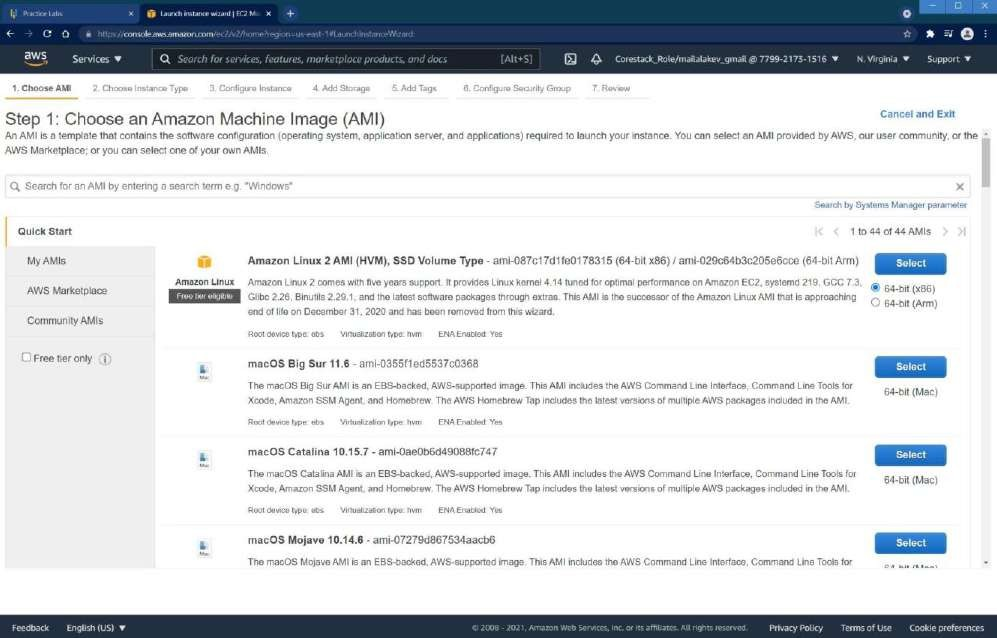 Practice Labs
Launch instance wizard | EC2 Ma
https://console.aws.amazon.com/ec2/v2/home?region=us-east-1#LaunchInstanceWizard:
aws
Services
Search for services, features, marketplace products, and docs
[Alt+S]
Corestack_Role/mailalakev_gmail @ 7799-2173-1516
N. Virginia
Support
1. Choose AMI
2. Choose Instance Type
3. Configure Instance
4. Add Storage
5. Add Tags
6. Configure Security Group
7. Review
Step 1: Choose an Amazon Machine Image (AMI)
Cancel and Exit
An AMI is a template that contains the software configuration (operating system, application server, and applications) required to launch your instance. You can select an AMI provided by AWS, our user community, or the
AWS Marketplace; or you can select one of your own AMIs.
Search for an AMI by entering a search term e.g. "Windows"
Search by Systems Manager parameter
Quick Start
1 to 44 of 44 AMIs
My AMIs
AWS Marketplace
Community AMIs
Free tier only
Amazon Linux
Free tier eligible
Amazon Linux 2 AMI (HVM), SSD Volume Type - ami-087c17d1fe0178315 (64-bit x86) / ami-029c64b3c205e6cce (64-bit Arm)
Amazon Linux 2 comes with five years support. It provides Linux kernel 4.14 tuned for optimal performance on Amazon EC2, systemd 219, GCC 7.3,
Glibc 2.26, Binutils 2.29.1, and the latest software packages through extras. This AMI is the successor of the Amazon Linux AMI that is approaching
end of life on December 31, 2020 and has been removed from this wizard.
Root device type: ebs Virtualization type: hvm ENA Enabled: Yes
Select
64-bit (x86)
64-bit (Arm)
Mac
macOS Big Sur 11.6 - ami-0355f1ed5537c0368
The macOS Big Sur AMI is an EBS-backed, AWS-supported image. This AMI includes the AWS Command Line Interface, Command Line Tools for
Xcode, Amazon SSM Agent, and Homebrew. The AWS Homebrew Tap includes the latest versions of multiple AWS packages included in the AMI.
Root device type: ebs Virtualization type: hvm ENA Enabled: Yes
Select
64-bit (Mac)
Mac
macOS Catalina 10.15.7 - ami-0ae0b6d49088fc747
The macOS Catalina AMI is an EBS-backed, AWS-supported image. This AMI includes the AWS Command Line Interface, Command Line Tools for
Xcode, Amazon SSM Agent, and Homebrew. The AWS Homebrew Tap includes the latest versions of multiple AWS packages included in the AMI.
Root device type: ebs Virtualization type: hvm ENA Enabled: Yes
Select
64-bit (Mac)
Mac
macOS Mojave 10.14.6 - ami-07279d867534aacb6
The macOS Mojave AMI is an EBS-backed, AWS-supported image. This AMI includes the AWS Command Line Interface, Command Line Tools for
Select
64-bit (Mac)
Feedback
English (US)
© 2008 - 2021, Amazon Web Services, Inc. or its affiliates. All rights reserved.
Privacy Policy
Terms of Use
Cookie preferences